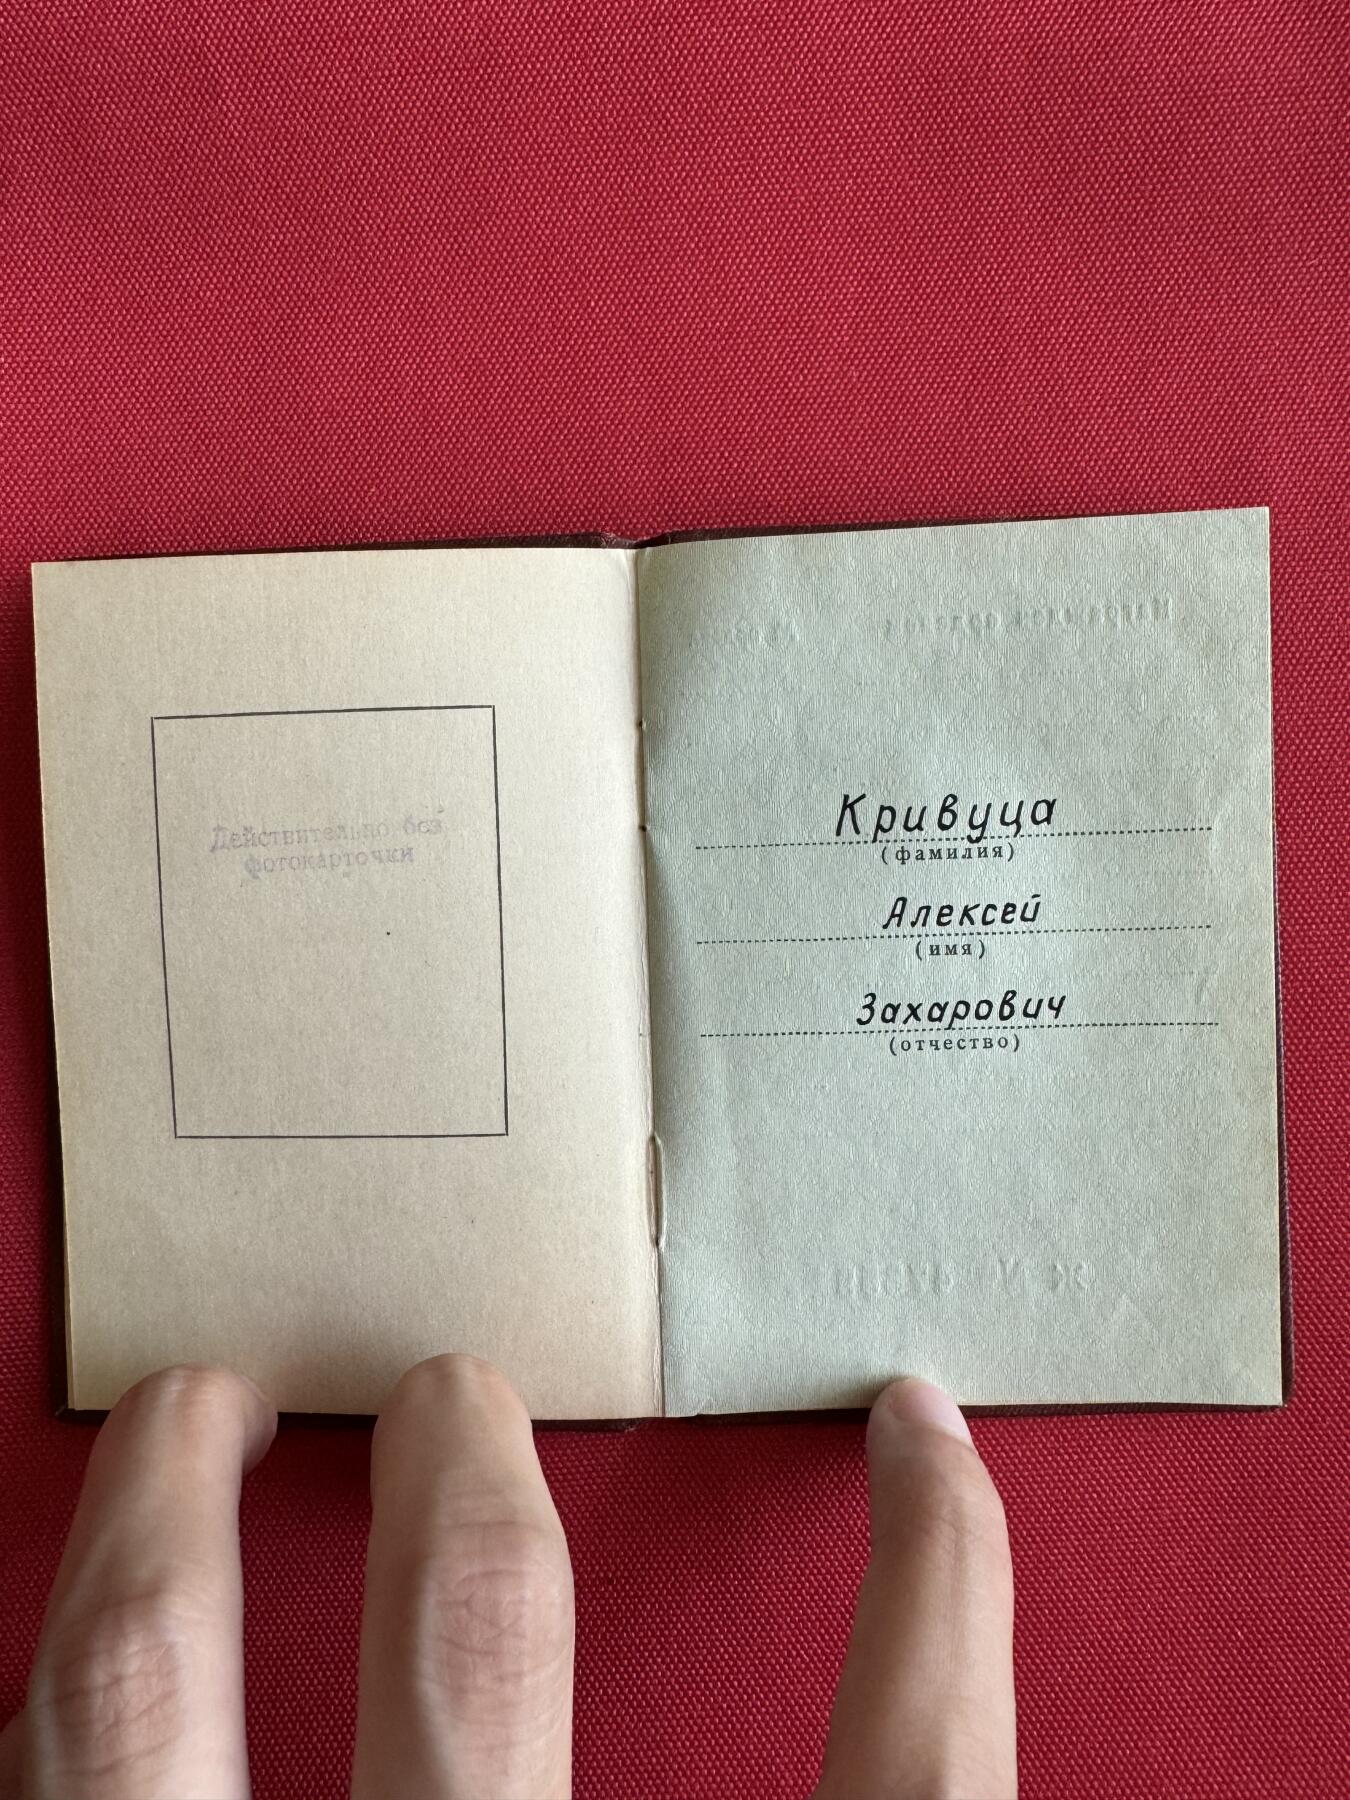 Действительно без
фотокарточки
Кривуца
(фамилия)
Алексей
(имя)
Захарович
(отчество)